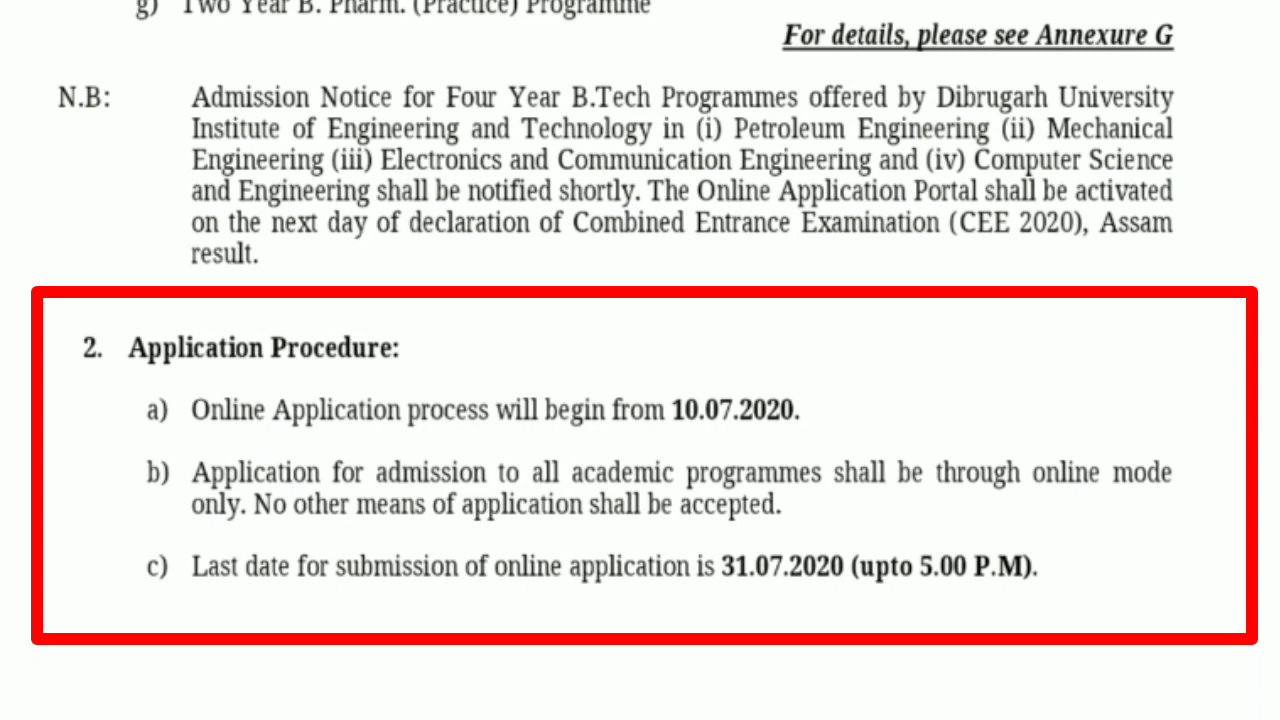 g) Two Year B. Pharm. (Practice) Programme
For details, please see Annexure G
N.B: Admission Notice for Four Year B.Tech Programmes offered by Dibrugarh University
Institute of Engineering and Technology in (i) Petroleum Engineering (ii) Mechanical
Engineering (iii) Electronics and Communication Engineering and (iv) Computer Science
and Engineering shall be notified shortly. The Online Application Portal shall be activated
on the next day of declaration of Combined Entrance Examination (CEE 2020), Assam
result.
2. Application Procedure:
a) Online Application process will begin from 10.07.2020.
b) Application for admission to all academic programmes shall be through online mode
only. No other means of application shall be accepted.
c) Last date for submission of online application is 31.07.2020 (upto 5.00 P.M).